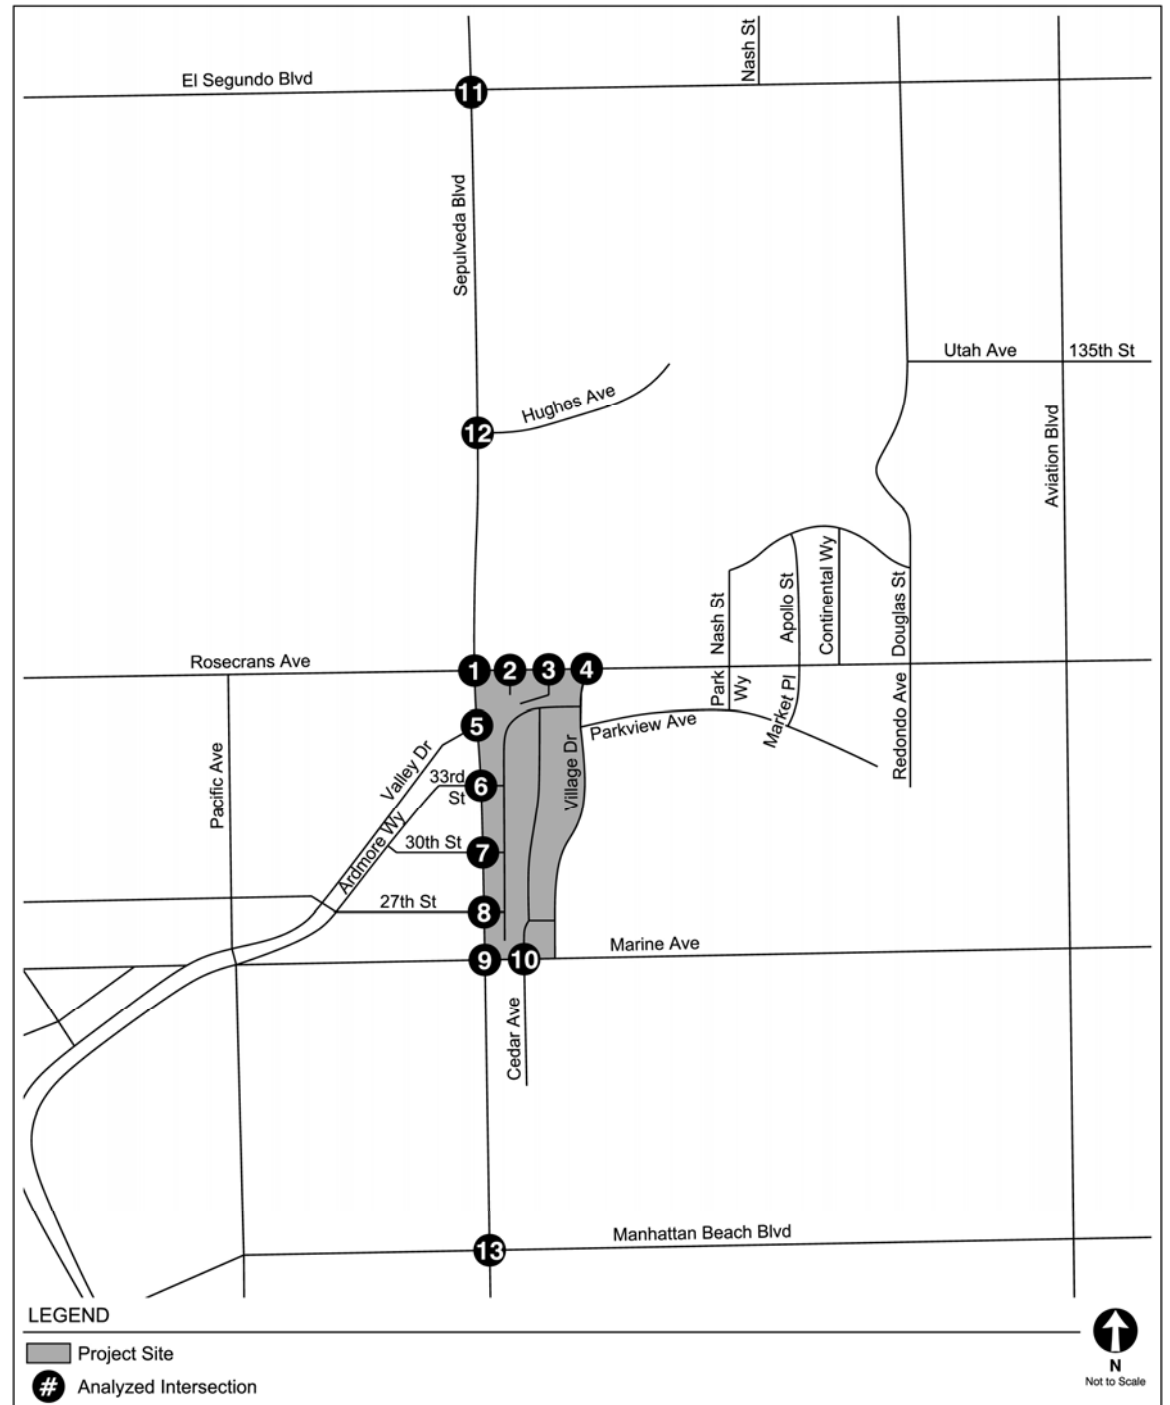 Nash St
El Segundo Blvd
11
Sepulveda Blvd
Utah Ave
135th St
Hughes Ave
12
Aviation Blvd
Continental Wy
Apollo St
Nash St
Douglas St
Rosecrans Ave
1
2
3
4
Park
Wy
Market Pl
Redondo Ave
5
Parkview Ave
Valley Dr
Village Dr
Pacific Ave
33rd
St
6
Ardmore Wy
30th St
7
27th St
8
Marine Ave
9
10
Cedar Ave
Manhattan Beach Blvd
13
LEGEND
Project Site
# Analyzed Intersection
N
Not to Scale